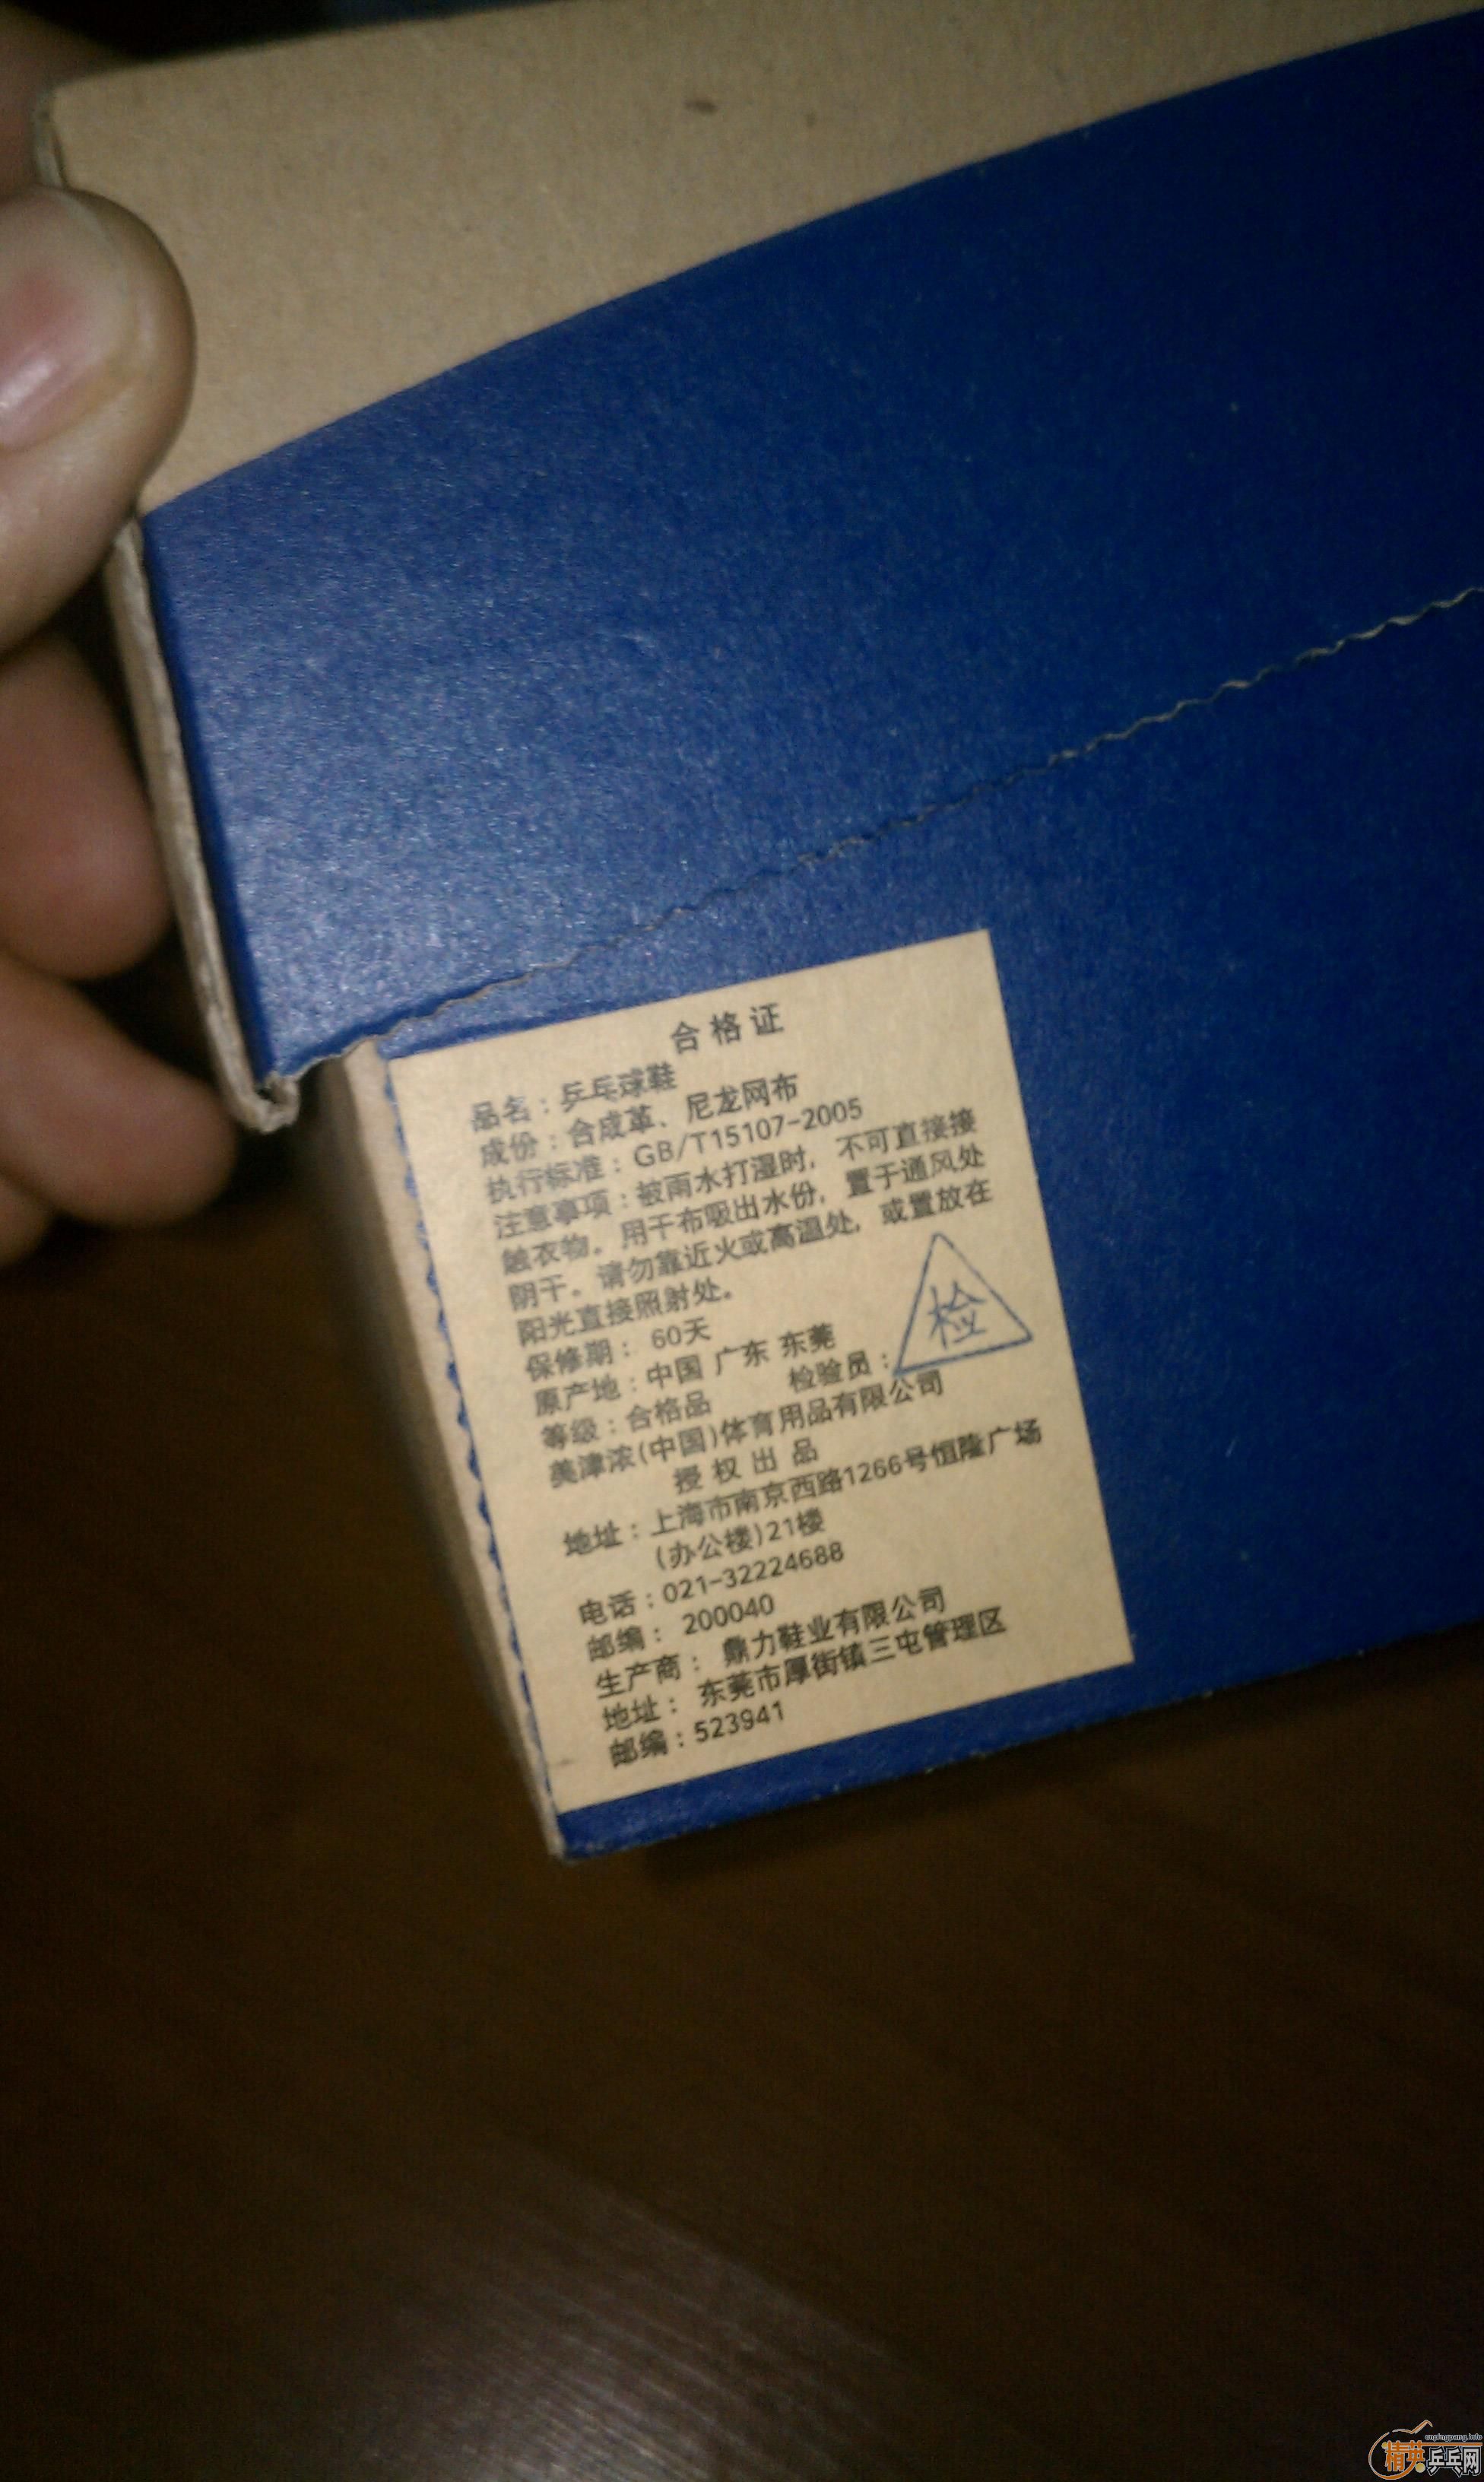 合格证
品名：乒乓球鞋
成份：合成革、尼龙网布
执行标准：GB/T15107-2005
注意事项：被雨水打湿时，不可直接接
触衣物。用干布吸出水份，置于通风处
阴干。请勿靠近火或高温处，或置放在
阳光直接照射处。
保修期： 60天
原产地：中国 广东 东莞
等级：合格品 检验员：
检
美津浓(中国)体育用品有限公司
授 权 出 品
地址：上海市南京西路1266号恒隆广场
(办公楼)21楼
电话：021-32224688
邮编： 200040
生产商： 鼎力鞋业有限公司
地址： 东莞市厚街镇三屯管理区
邮编：523941
cnpingpang.info
精英乒乓网